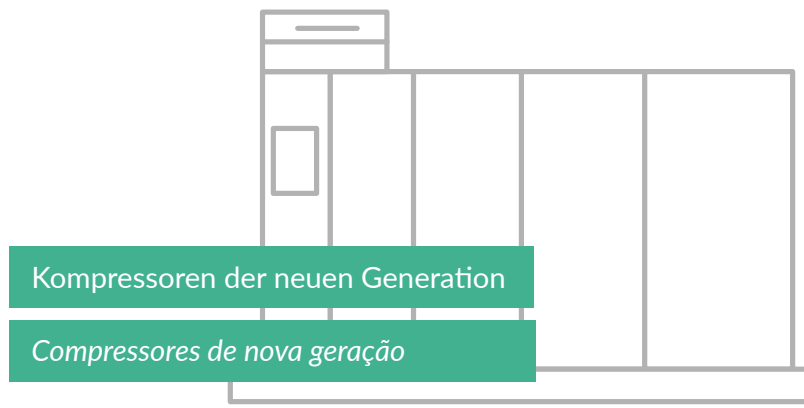 Kompressoren der neuen Generation
Compressores de nova geração